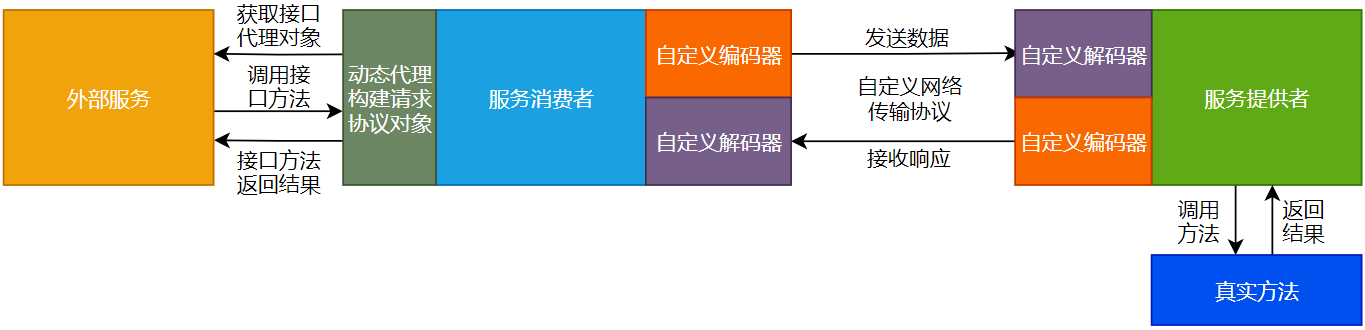 外部服务
获取接口
代理对象
调用接
口方法
接口方法
返回结果
动态代理
构建请求
协议对象
服务消费者
自定义编码器
自定义解码器
发送数据
自定义网络
传输协议
接收响应
自定义解码器
自定义编码器
服务提供者
调用
方法
返回
结果
真实方法